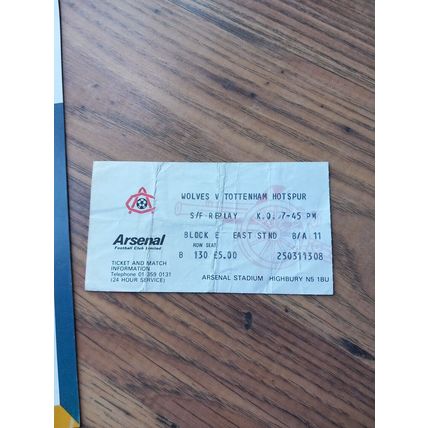 WOLVES V TOTTENHAM HOTSPUR
S/F REPLAY K.O. 7-45 PM
Arsenal
Football Club Limited
BLOCK E EAST STND B/A 11
ROW SEAT
B 130 £5.00 250311308
TICKET AND MATCH
INFORMATION
Telephone 01-359 0131
(24 HOUR SERVICE)
ARSENAL STADIUM HIGHBURY N5 1BU